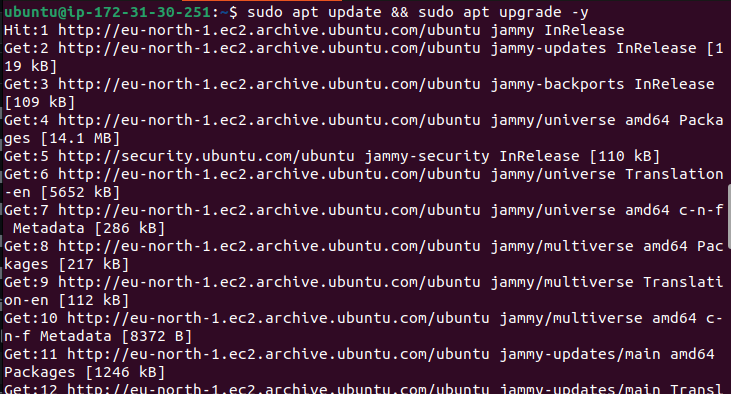 ubuntu@ip-172-31-30-251:~$ sudo apt update && sudo apt upgrade -y
Hit:1 http://eu-north-1.ec2.archive.ubuntu.com/ubuntu jammy InRelease
Get:2 http://eu-north-1.ec2.archive.ubuntu.com/ubuntu jammy-updates InRelease [1
19 kB]
Get:3 http://eu-north-1.ec2.archive.ubuntu.com/ubuntu jammy-backports InRelease
[109 kB]
Get:4 http://eu-north-1.ec2.archive.ubuntu.com/ubuntu jammy/universe amd64 Packa
ges [14.1 MB]
Get:5 http://security.ubuntu.com/ubuntu jammy-security InRelease [110 kB]
Get:6 http://eu-north-1.ec2.archive.ubuntu.com/ubuntu jammy/universe Translation
-en [5652 kB]
Get:7 http://eu-north-1.ec2.archive.ubuntu.com/ubuntu jammy/universe amd64 c-n-f
 Metadata [286 kB]
Get:8 http://eu-north-1.ec2.archive.ubuntu.com/ubuntu jammy/multiverse amd64 Pac
kages [217 kB]
Get:9 http://eu-north-1.ec2.archive.ubuntu.com/ubuntu jammy/multiverse Translati
on-en [112 kB]
Get:10 http://eu-north-1.ec2.archive.ubuntu.com/ubuntu jammy/multiverse amd64 c-
n-f Metadata [8372 B]
Get:11 http://eu-north-1.ec2.archive.ubuntu.com/ubuntu jammy-updates/main amd64
Packages [1246 kB]
Get:12 http://eu-north-1.ec2.archive.ubuntu.com/ubuntu jammy-updates/main Transl